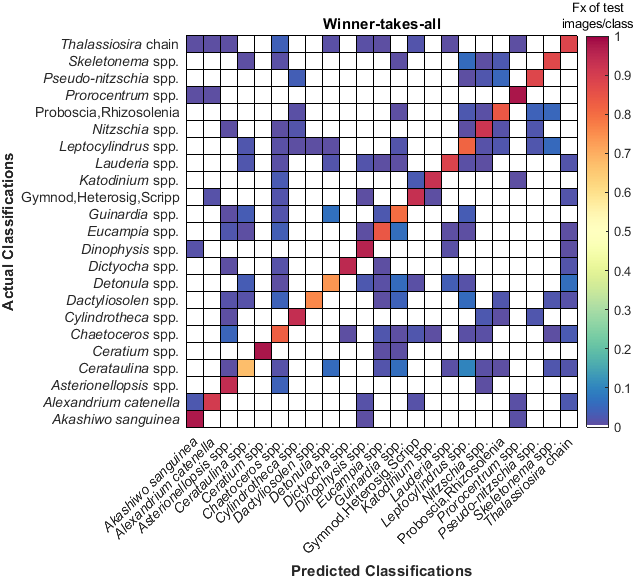 Winner-takes-all
Fx of test
images/class
Actual Classifications
Thalassiosira chain
Skeletonema spp.
Pseudo-nitzschia spp.
Prorocentrum spp.
Proboscia,Rhizosolenia
Nitzschia spp.
Leptocylindrus spp.
Lauderia spp.
Katodinium spp.
Gymnod,Heterosig,Scripp
Guinardia spp.
Eucampia spp.
Dinophysis spp.
Dictyocha spp.
Detonula spp.
Dactyliosolen spp.
Cylindrotheca spp.
Chaetoceros spp.
Ceratium spp.
Cerataulina spp.
Asterionellopsis spp.
Alexandrium catenella
Akashiwo sanguinea
1
0.9
0.8
0.7
0.6
0.5
0.4
0.3
0.2
0.1
0
Akashiwo sanguinea
Alexandrium catenella
Asterionellopsis spp.
Cerataulina spp.
Ceratium spp.
Chaetoceros spp.
Cylindrotheca spp.
Dactyliosolen spp.
Detonula spp.
Dictyocha spp.
Dinophysis spp.
Eucampia spp.
Guinardia spp.
Gymnod,Heterosig,Scripp
Katodinium spp.
Lauderia spp.
Leptocylindrus spp.
Nitzschia spp.
Proboscia,Rhizosolenia
Prorocentrum spp.
Pseudo-nitzschia spp.
Skeletonema spp.
Thalassiosira chain
Predicted Classifications